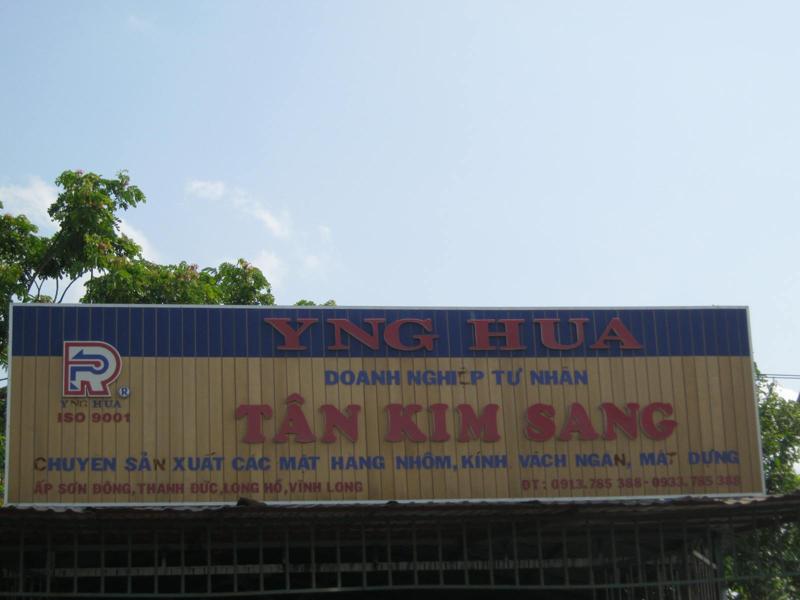 YNG HUA
R ®
YNG HUA
ISO 9001
DOANH NGHIỆP TƯ NHÂN
TÂN KIM SANG
CHUYEN SẢN XUẤT CÁC MẶT HÀNG NHÔM, KÍNH VÁCH NGAN, MẶT DỰNG
ẤP SƠN ĐÔNG, THANH ĐỨC, LONG HỒ, VĨNH LONG
ĐT: 0913.785 388 - 0933.785 388